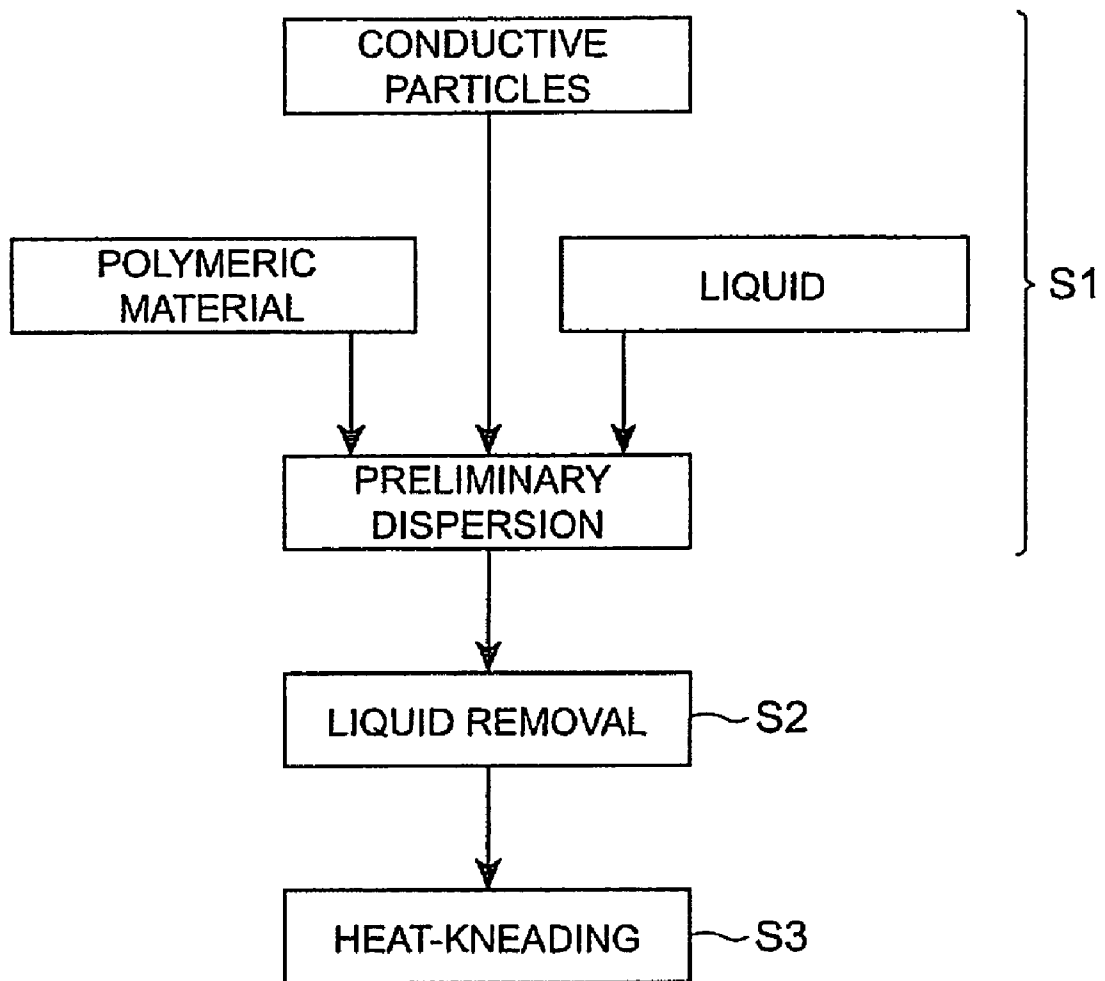 CONDUCTIVE
PARTICLES
POLYMERIC
MATERIAL
LIQUID
S1
PRELIMINARY
DISPERSION
LIQUID REMOVAL
S2
HEAT-KNEADING
S3